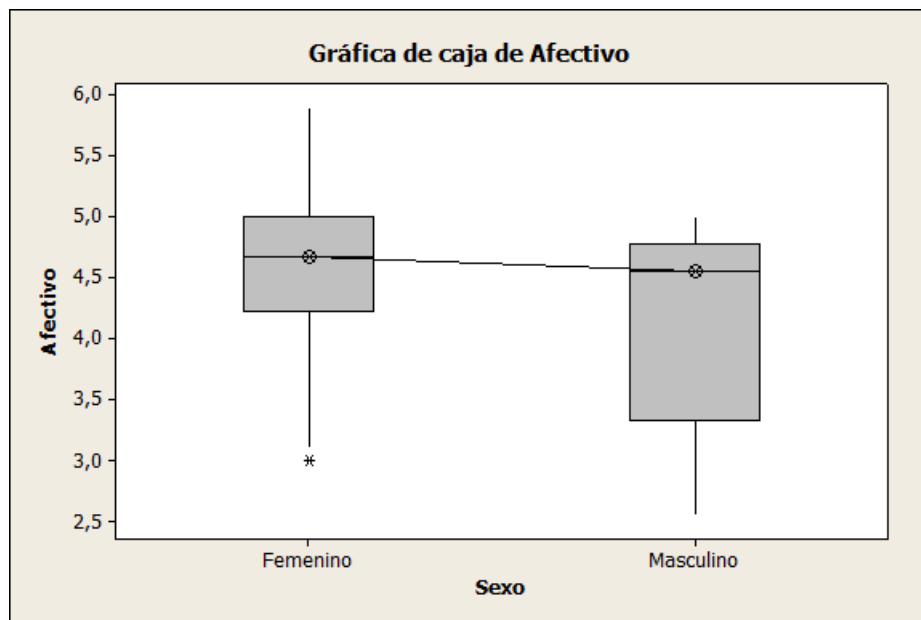 Gráfica de caja de Afectivo
6,0
5,5
5,0
4,5
4,0
3,5
3,0
2,5
Afectivo
Femenino Masculino
Sexo